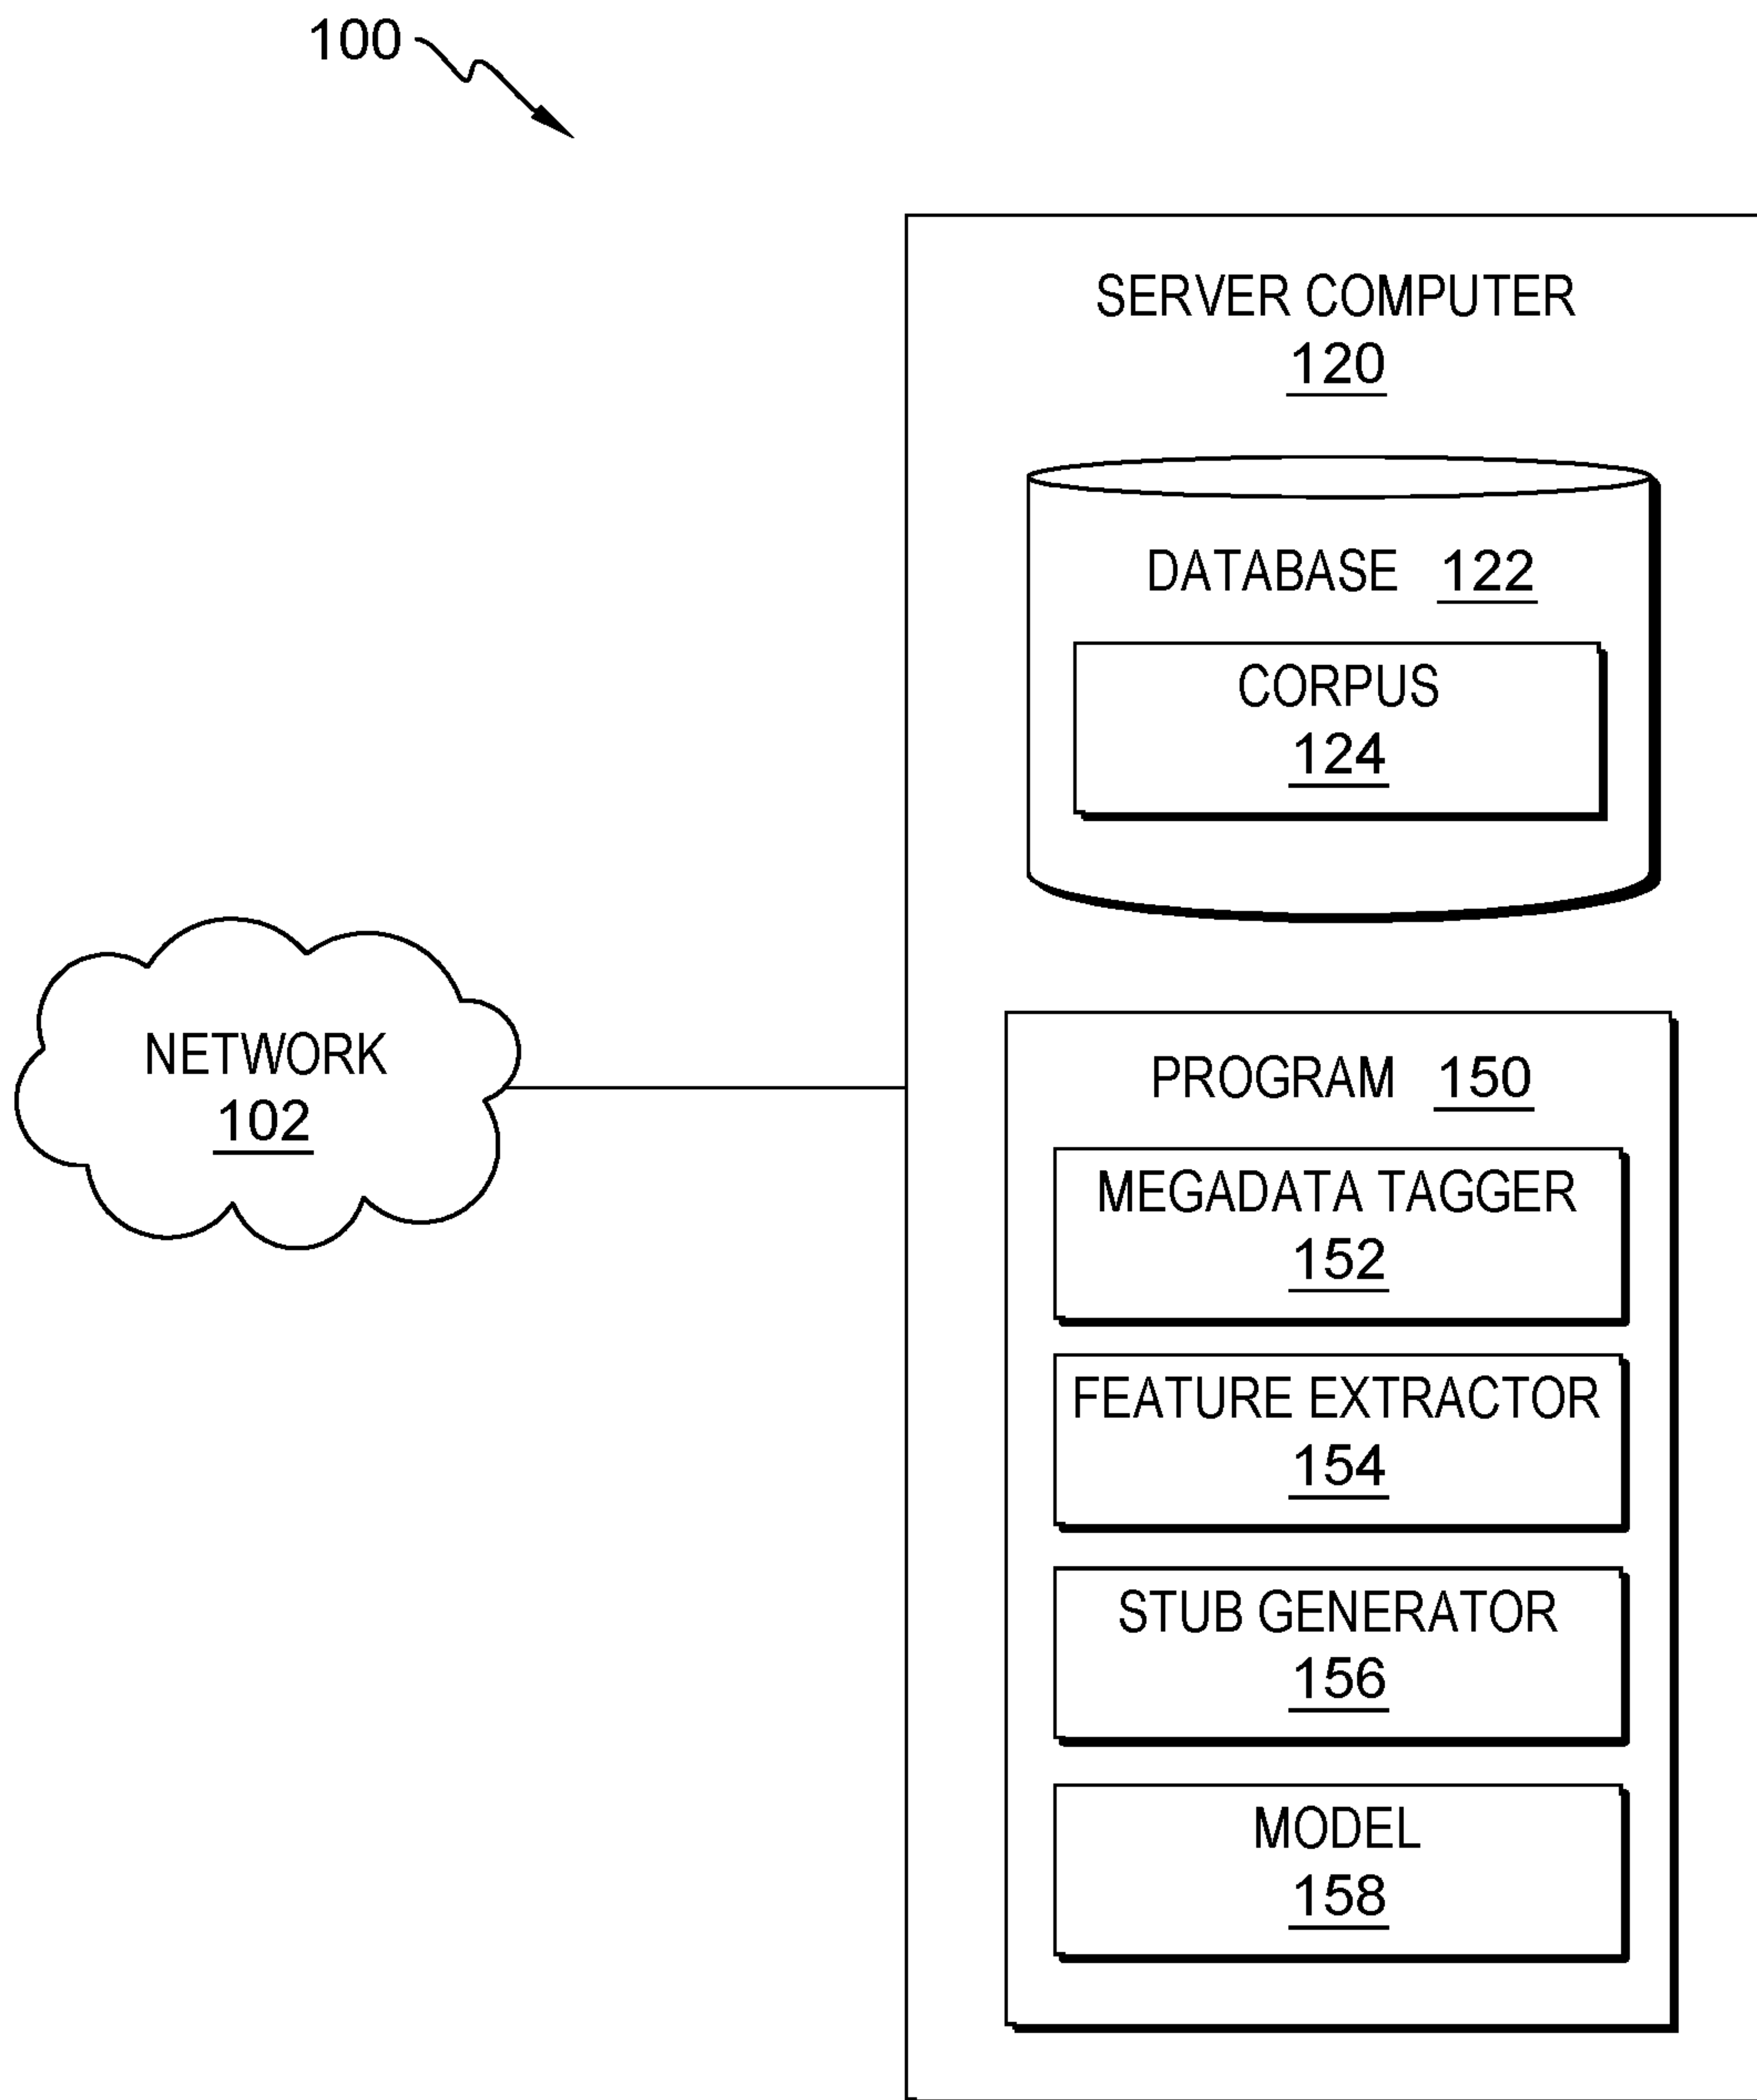 100
SERVER COMPUTER
120
DATABASE 122
CORPUS
124
NETWORK
102
PROGRAM 150
MEGADATA TAGGER
152
FEATURE EXTRACTOR
154
STUB GENERATOR
156
MODEL
158